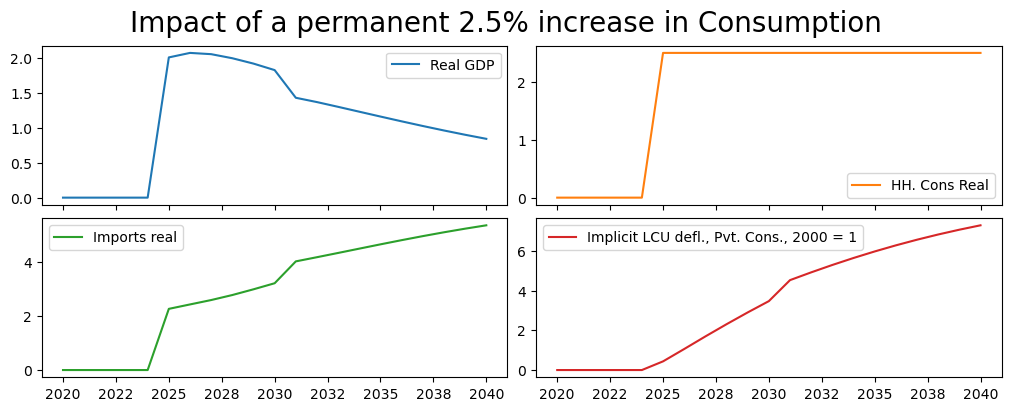 Impact of a permanent 2.5% increase in Consumption
2.0
1.5
1.0
0.5
0.0
Real GDP
2
1
0
HH. Cons Real
4
2
0
Imports real
2020 2022 2025 2028 2030 2032 2035 2038 2040
6
4
2
0
Implicit LCU defl., Pvt. Cons., 2000 = 1
2020 2022 2025 2028 2030 2032 2035 2038 2040